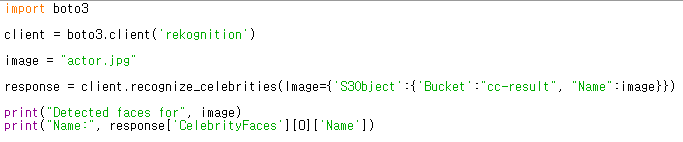 import boto3
client = boto3.client('rekognition')
image = "actor.jpg"
response = client.recognize_celebrities(Image={'S3Object':{'Bucket':"cc-result", "Name":image}})
print("Detected faces for", image)
print("Name:", response['CelebrityFaces'][0]['Name'])